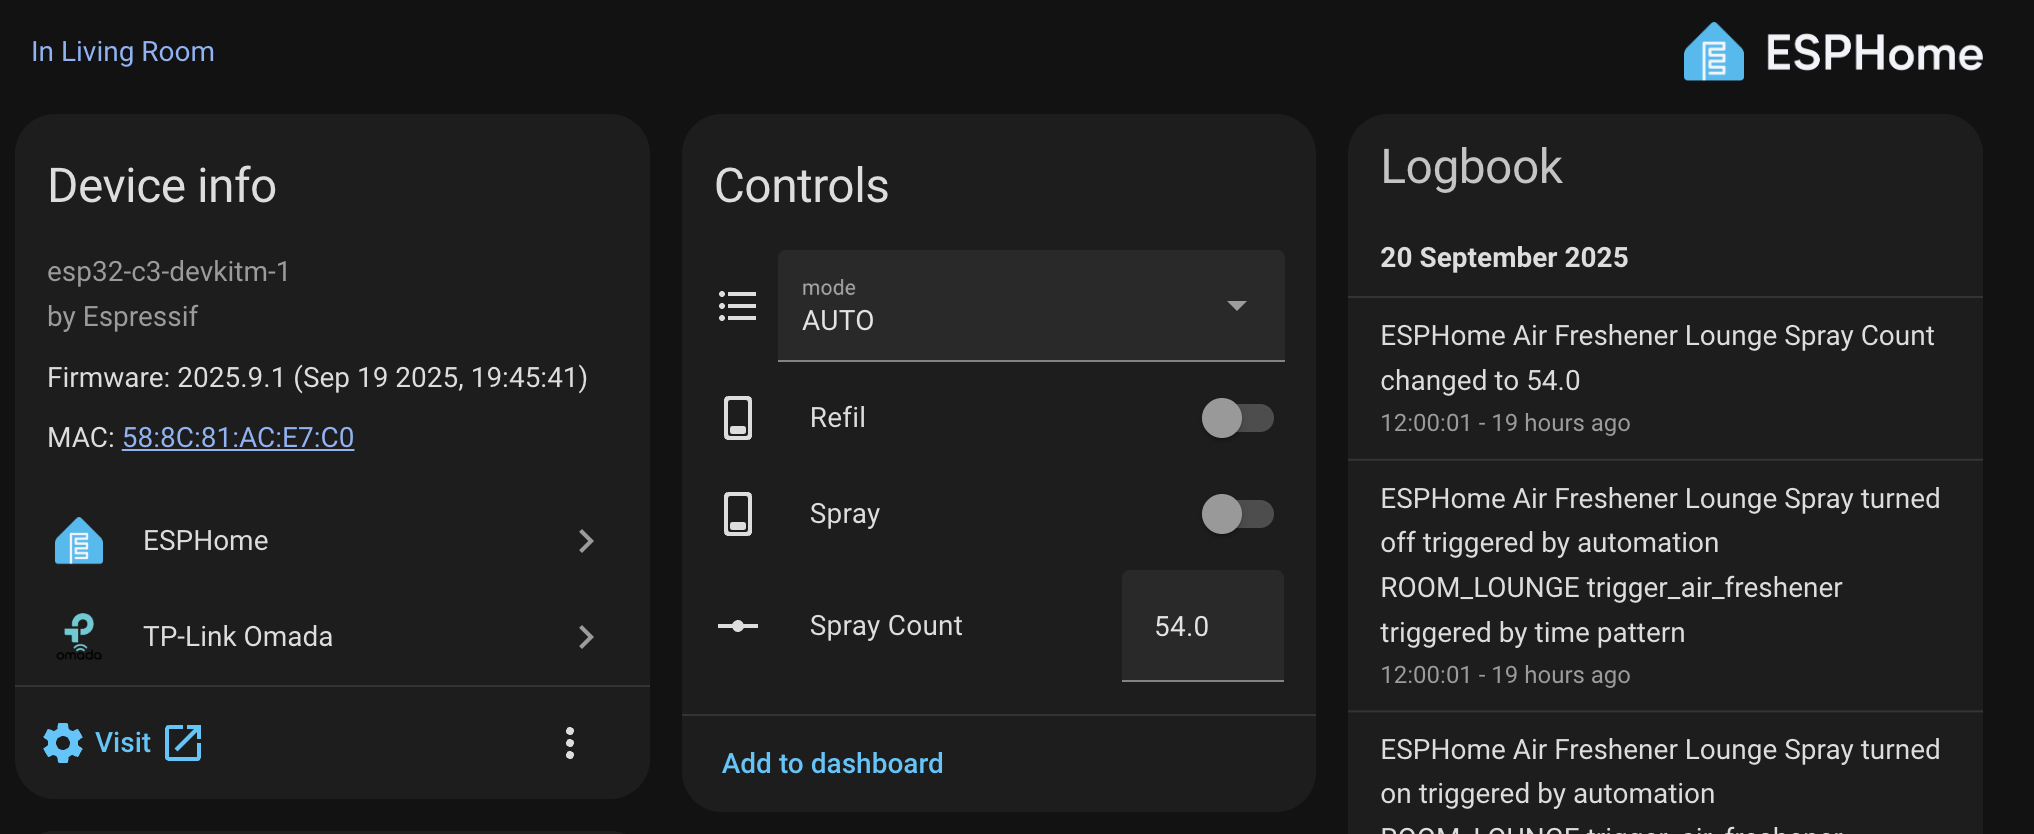 In Living Room
ESPHome
Device info
esp32-c3-devkitm-1
by Espressif
Firmware: 2025.9.1 (Sep 19 2025, 19:45:41)
MAC: 58:8C:81:AC:E7:C0
ESPHome
omada
TP-Link Omada
Visit
Controls
mode
AUTO
Refil
Spray
Spray Count
54.0
Add to dashboard
Logbook
20 September 2025
ESPHome Air Freshener Lounge Spray Count
changed to 54.0
12:00:01 - 19 hours ago
ESPHome Air Freshener Lounge Spray turned
off triggered by automation
ROOM_LOUNGE trigger_air_freshener
triggered by time pattern
12:00:01 - 19 hours ago
ESPHome Air Freshener Lounge Spray turned
on triggered by automation
ROOM_LOUNGE trigger_air_freshener